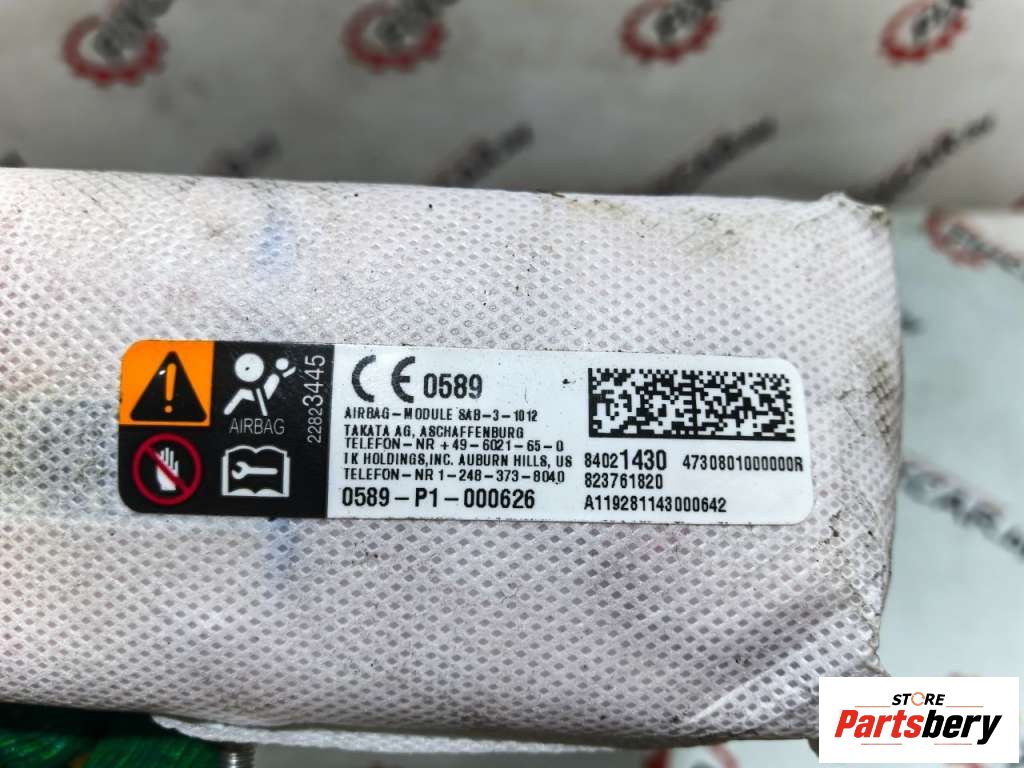 AIRBAG
22823445
CE 0589
AIRBAG-MODULE SAB-3-1012
TAKATA AG, ASCHAFFENBURG
TELEFON-NR +49-6021-65-0
TK HOLDINGS,INC. AUBURN HILLS, US
TELEFON-NR 1-248-373-8040
0589-P1-000626
84021430 4730801000000R
823761820
A119281143000642
STORE
Partsbery